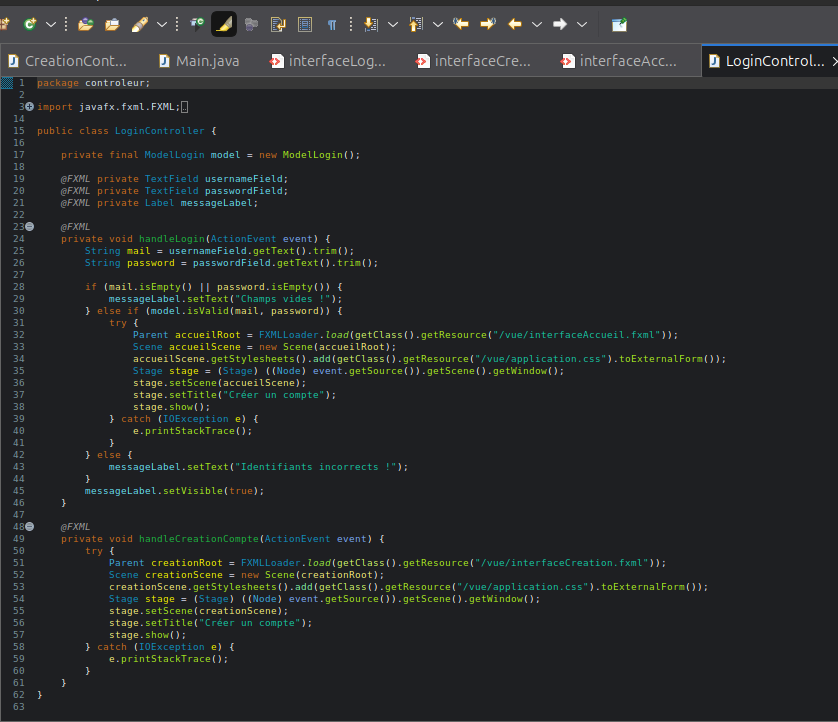 CreationCont...
Main.java
interfaceLog...
interfaceCre...
interfaceAcc...
LoginControl...
1 package controleur;
2
3 import javafx.fxml.FXML;
14
15 public class LoginController {
16
17     private final ModelLogin model = new ModelLogin();
18
19     @FXML private TextField usernameField;
20     @FXML private TextField passwordField;
21     @FXML private Label messageLabel;
22
23     @FXML
24     private void handleLogin(ActionEvent event) {
25         String mail = usernameField.getText().trim();
26         String password = passwordField.getText().trim();
27
28         if (mail.isEmpty() || password.isEmpty()) {
29             messageLabel.setText("Champs vides !");
30         } else if (model.isValid(mail, password)) {
31             try {
32                 Parent accueilRoot = FXMLLoader.load(getClass().getResource("/vue/interfaceAccueil.fxml"));
33                 Scene accueilScene = new Scene(accueilRoot);
34                 accueilScene.getStylesheets().add(getClass().getResource("/vue/application.css").toExternalForm());
35                 Stage stage = (Stage) ((Node) event.getSource()).getScene().getWindow();
36                 stage.setScene(accueilScene);
37                 stage.setTitle("Créer un compte");
38                 stage.show();
39             } catch (IOException e) {
40                 e.printStackTrace();
41             }
42         } else {
43             messageLabel.setText("Identifiants incorrects !");
44         }
45         messageLabel.setVisible(true);
46     }
47
48     @FXML
49     private void handleCreationCompte(ActionEvent event) {
50         try {
51             Parent creationRoot = FXMLLoader.load(getClass().getResource("/vue/interfaceCreation.fxml"));
52             Scene creationScene = new Scene(creationRoot);
53             creationScene.getStylesheets().add(getClass().getResource("/vue/application.css").toExternalForm());
54             Stage stage = (Stage) ((Node) event.getSource()).getScene().getWindow();
55             stage.setScene(creationScene);
56             stage.setTitle("Créer un compte");
57             stage.show();
58         } catch (IOException e) {
59             e.printStackTrace();
60         }
61     }
62 }
63